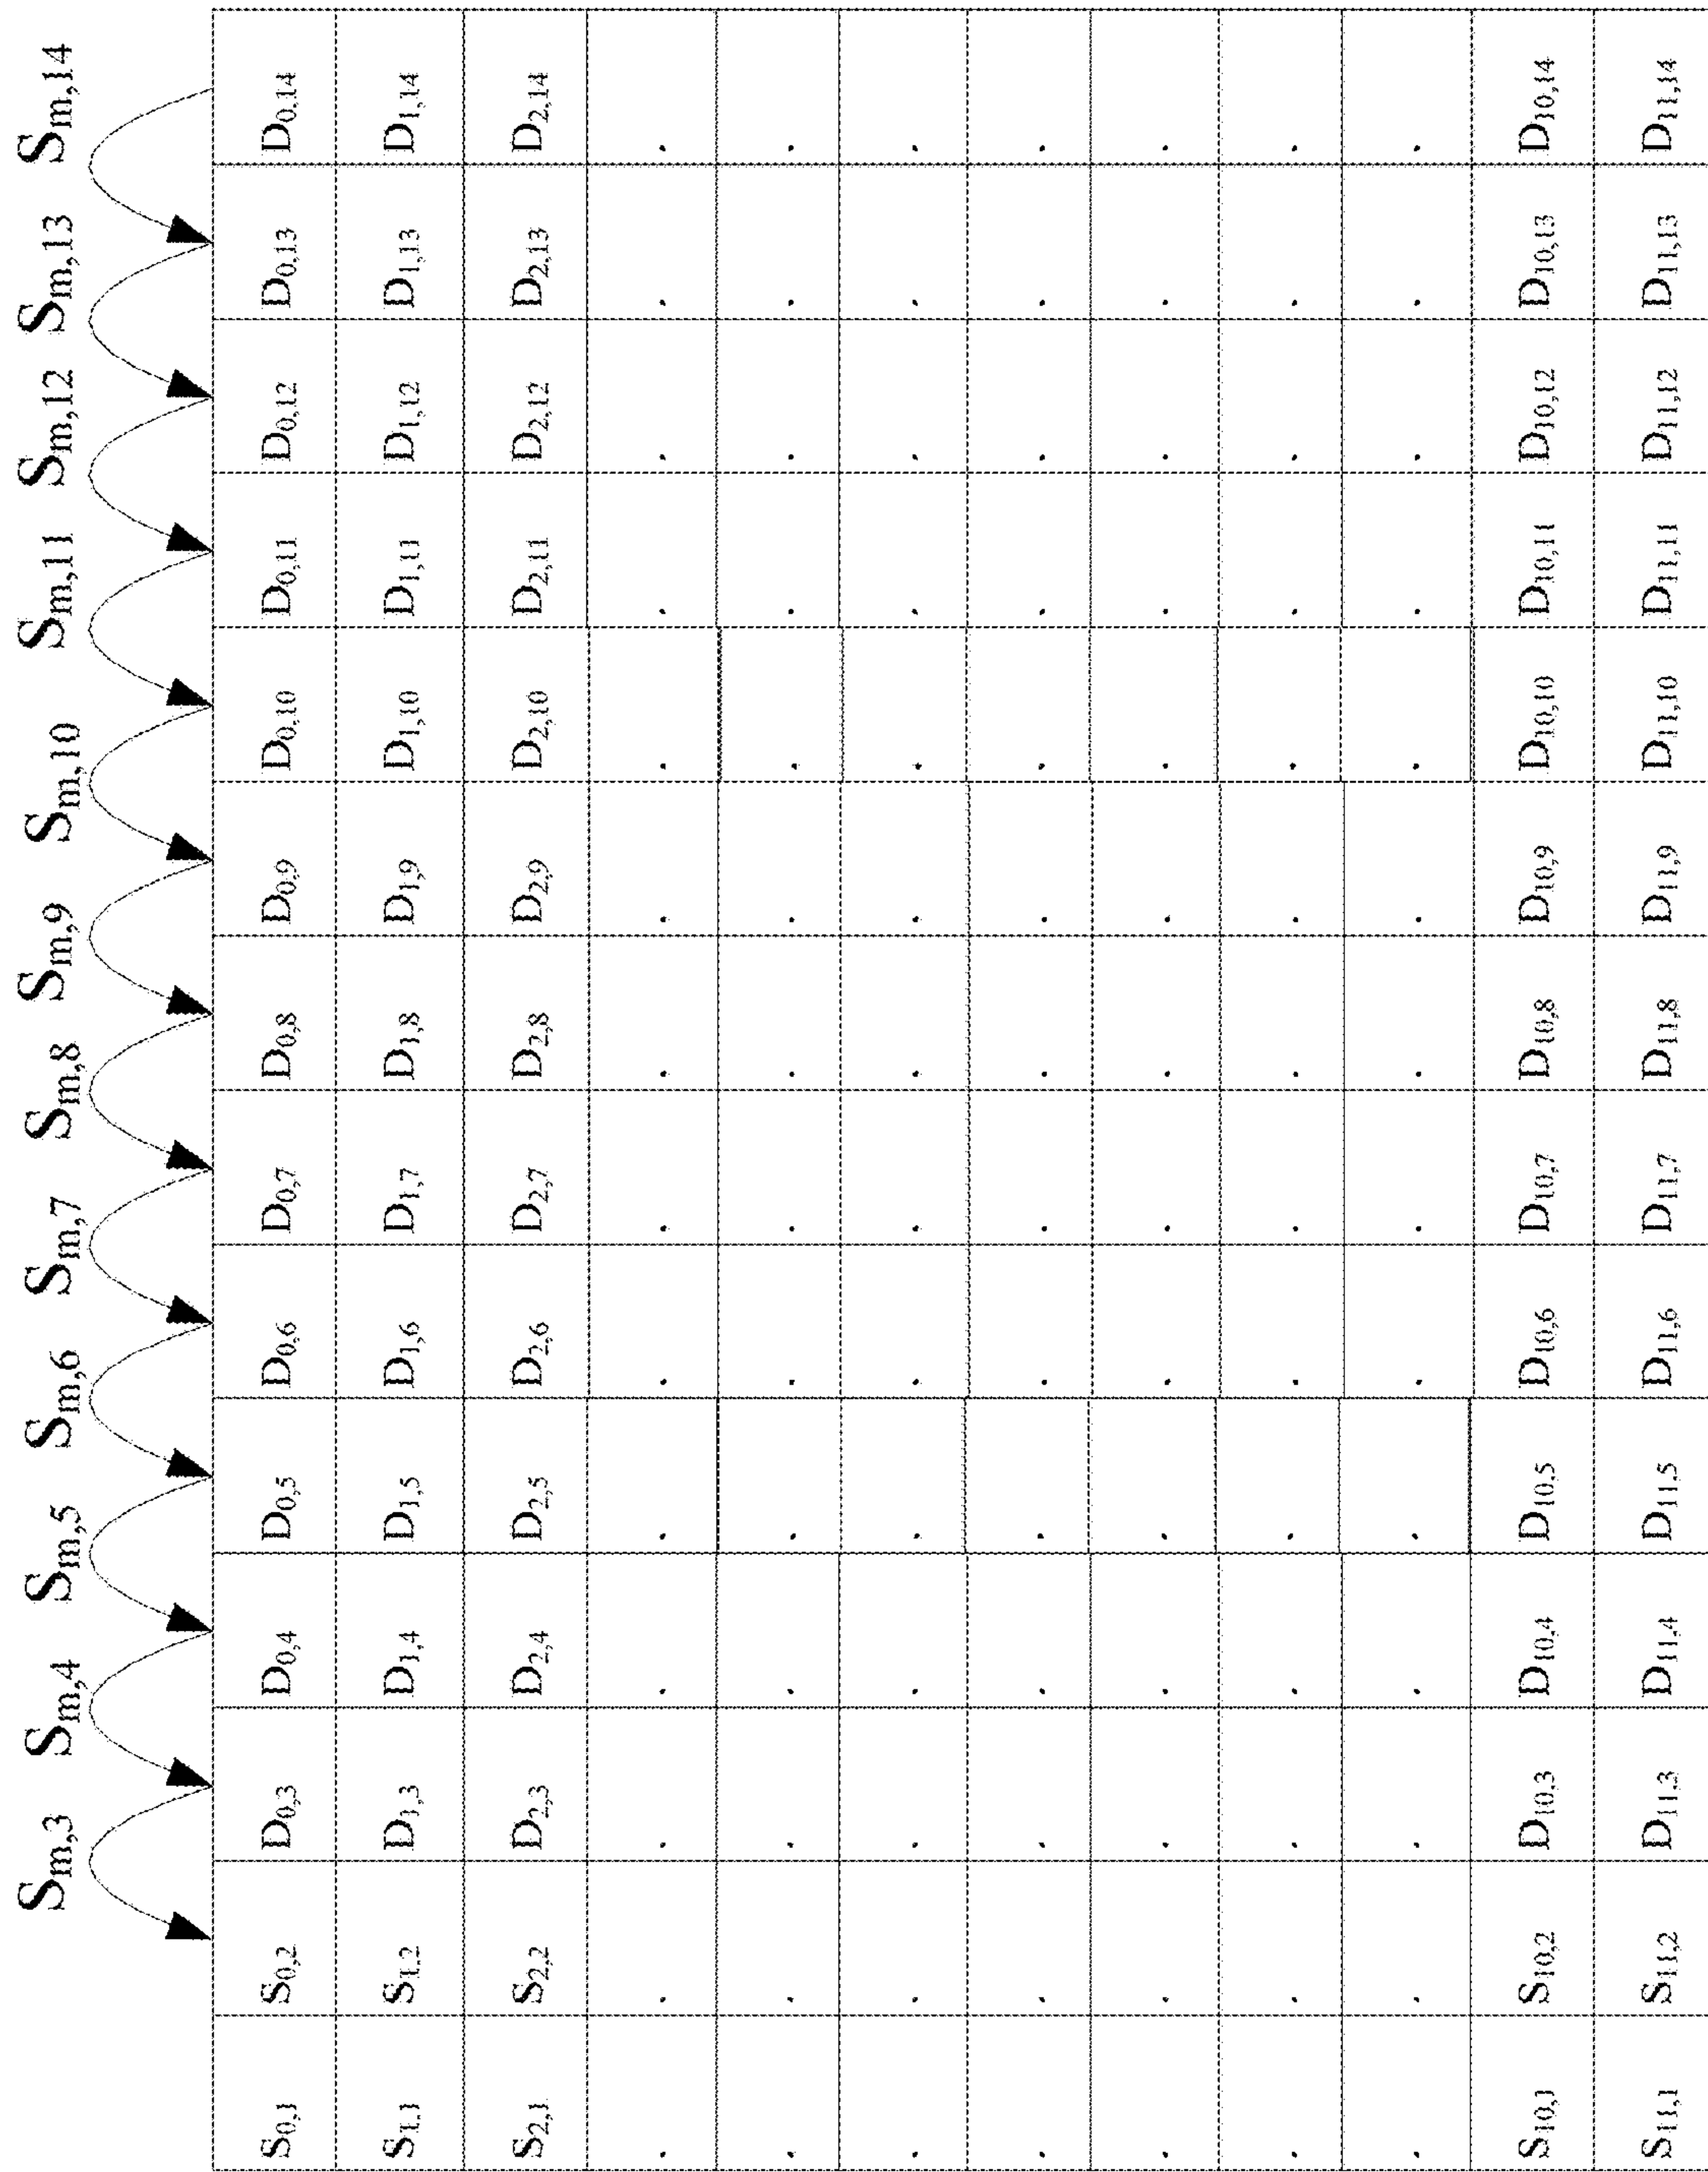 Sm,3 Sm,4 Sm,5 Sm,6 Sm,7 Sm,8 Sm,9 Sm,10 Sm,11 Sm,12 Sm,13 Sm,14
S0,1 S0,2 D0,3 D0,4 D0,5 D0,6 D0,7 D0,8 D0,9 D0,10 D0,11 D0,12 D0,13 D0,14
S1,1 S1,2 D1,3 D1,4 D1,5 D1,6 D1,7 D1,8 D1,9 D1,10 D1,11 D1,12 D1,13 D1,14
S2,1 S2,2 D2,3 D2,4 D2,5 D2,6 D2,7 D2,8 D2,9 D2,10 D2,11 D2,12 D2,13 D2,14
. . . . . . . . . . . . . .
. . . . . . . . . . . . . .
. . . . . . . . . . . . . .
. . . . . . . . . . . . . .
. . . . . . . . . . . . . .
. . . . . . . . . . . . . .
. . . . . . . . . . . . . .
S10,1 S10,2 D10,3 D10,4 D10,5 D10,6 D10,7 D10,8 D10,9 D10,10 D10,11 D10,12 D10,13 D10,14
S11,1 S11,2 D11,3 D11,4 D11,5 D11,6 D11,7 D11,8 D11,9 D11,10 D11,11 D11,12 D11,13 D11,14